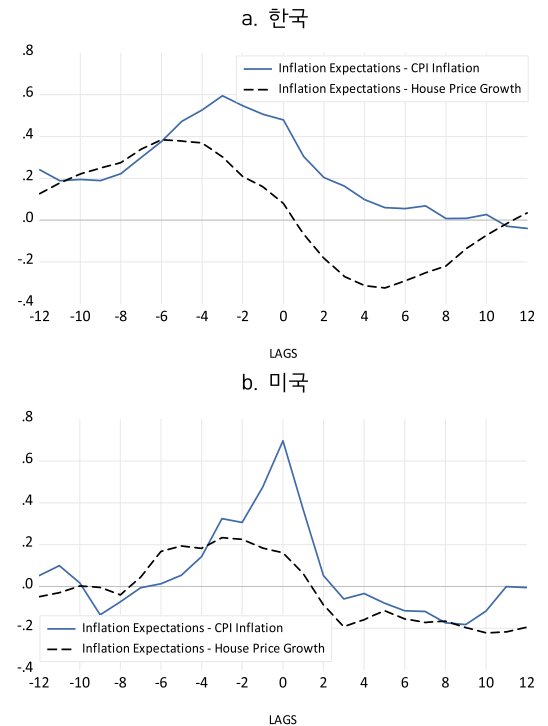 a. 한국
.8
Inflation Expectations - CPI Inflation
.6
Inflation Expectations - House Price Growth
.4
.2
.0
-.2
-.4
-12 -10 -8 -6 -4 -2 0 2 4 6 8 10 12
LAGS
b. 미국
.8
.6
.4
.2
.0
-.2
Inflation Expectations - CPI Inflation
Inflation Expectations - House Price Growth
-.4
-12 -10 -8 -6 -4 -2 0 2 4 6 8 10 12
LAGS